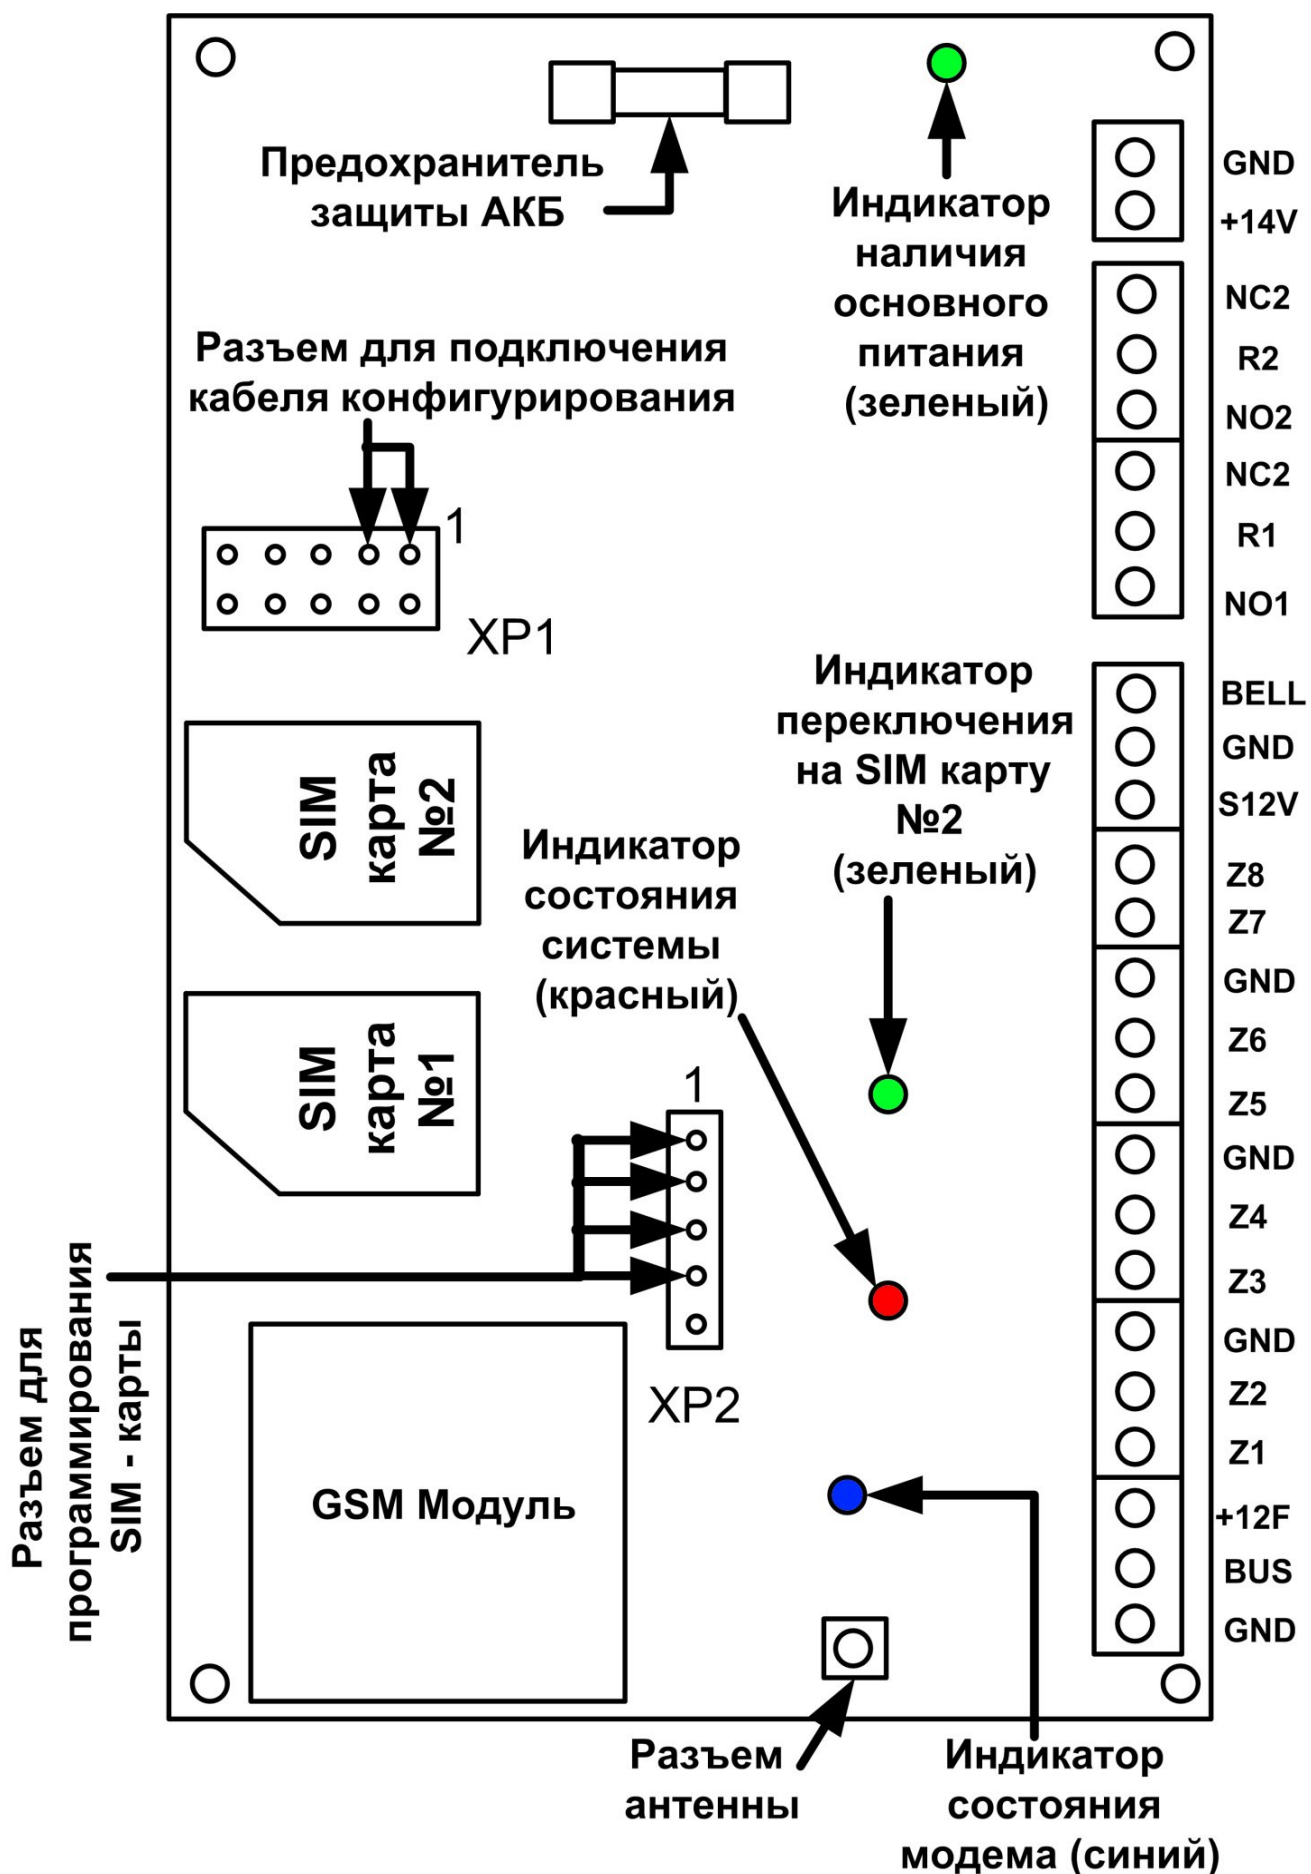 Предохранитель
защиты АКБ
Индикатор
наличия
основного
питания
(зеленый)
Разъем для подключения
кабеля конфигурирования
1
XP1
SIM
карта
№2
SIM
карта
№1
Индикатор
переключения
на SIM карту
№2
(зеленый)
Индикатор
состояния
системы
(красный)
1
XP2
Разъем для
программирования
SIM - карты
GSM Модуль
Разъем
антенны
Индикатор
состояния
модема (синий)
GND
+14V
NC2
R2
NO2
NC2
R1
NO1
BELL
GND
S12V
Z8
Z7
GND
Z6
Z5
GND
Z4
Z3
GND
Z2
Z1
+12F
BUS
GND